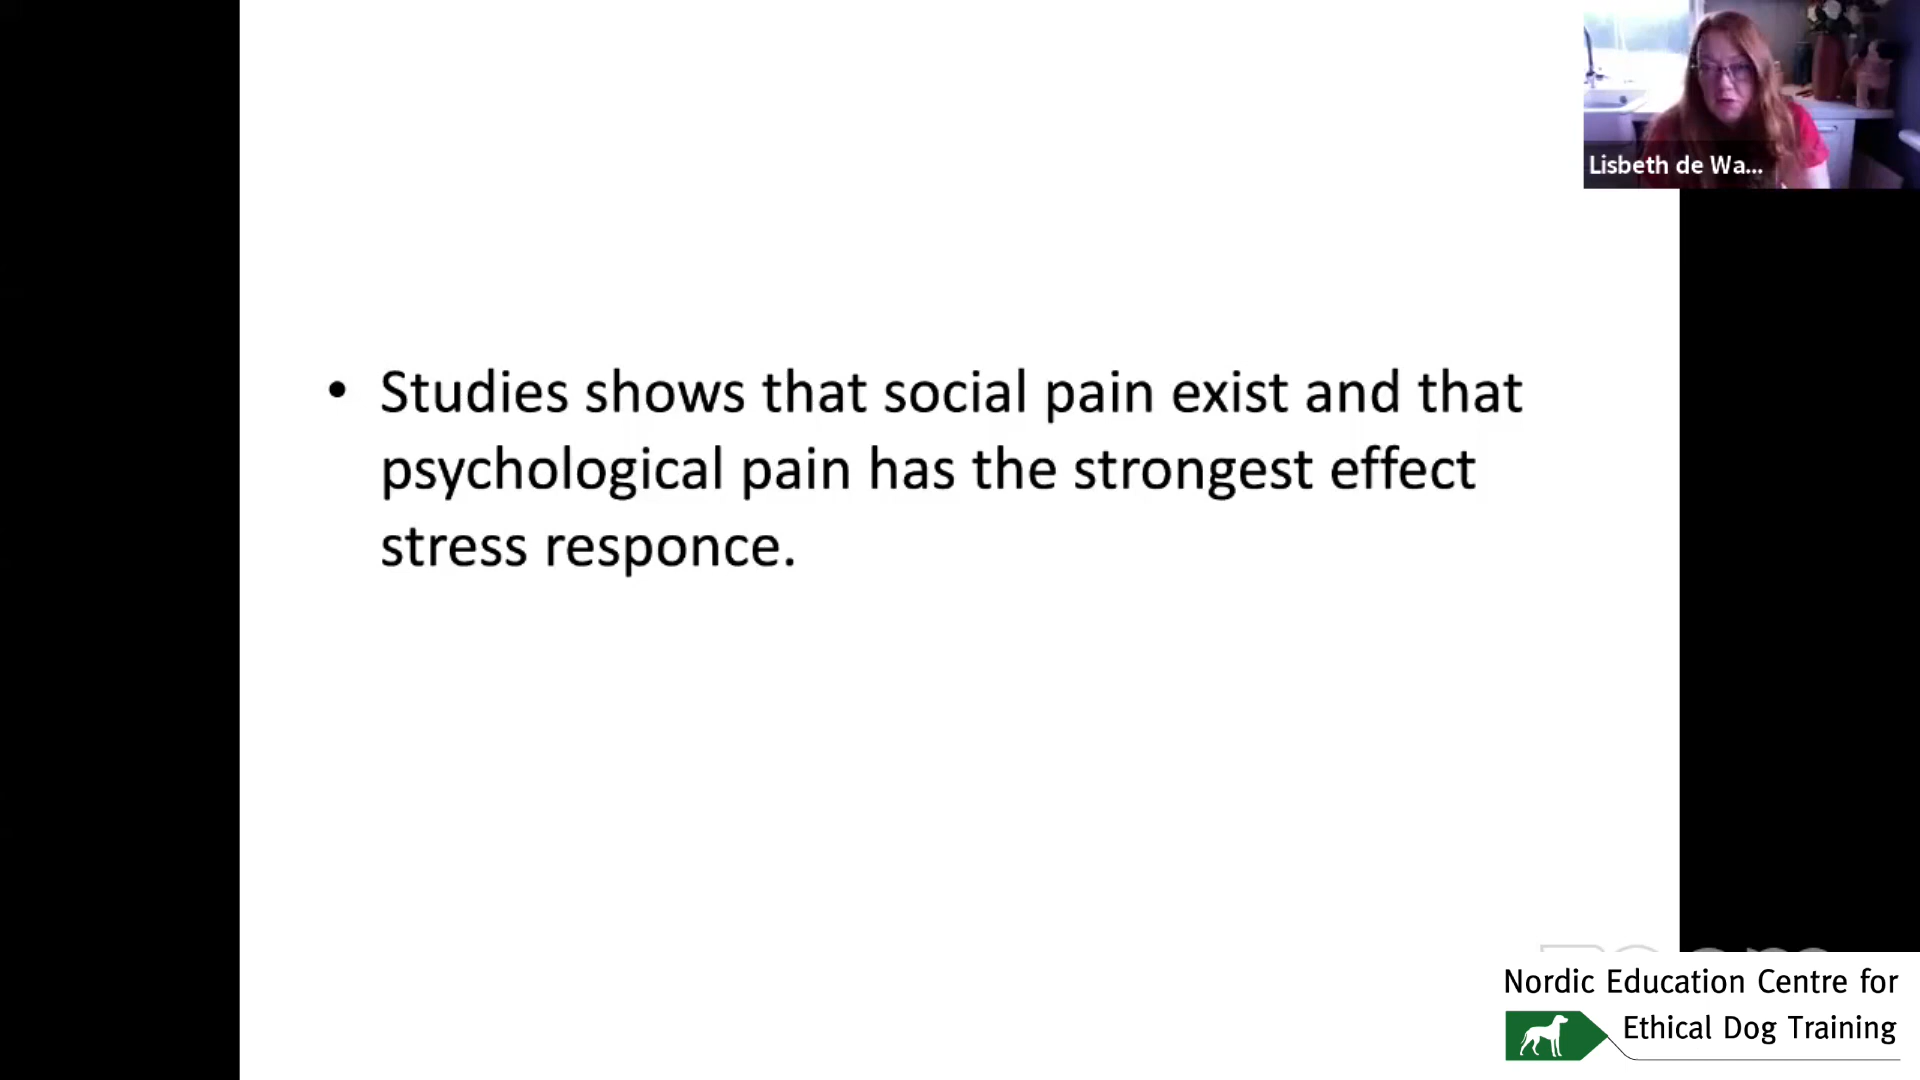 Lisbeth de Wa...
• Studies shows that social pain exist and that
psychological pain has the strongest effect
stress responce.
Nordic Education Centre for
Ethical Dog Training